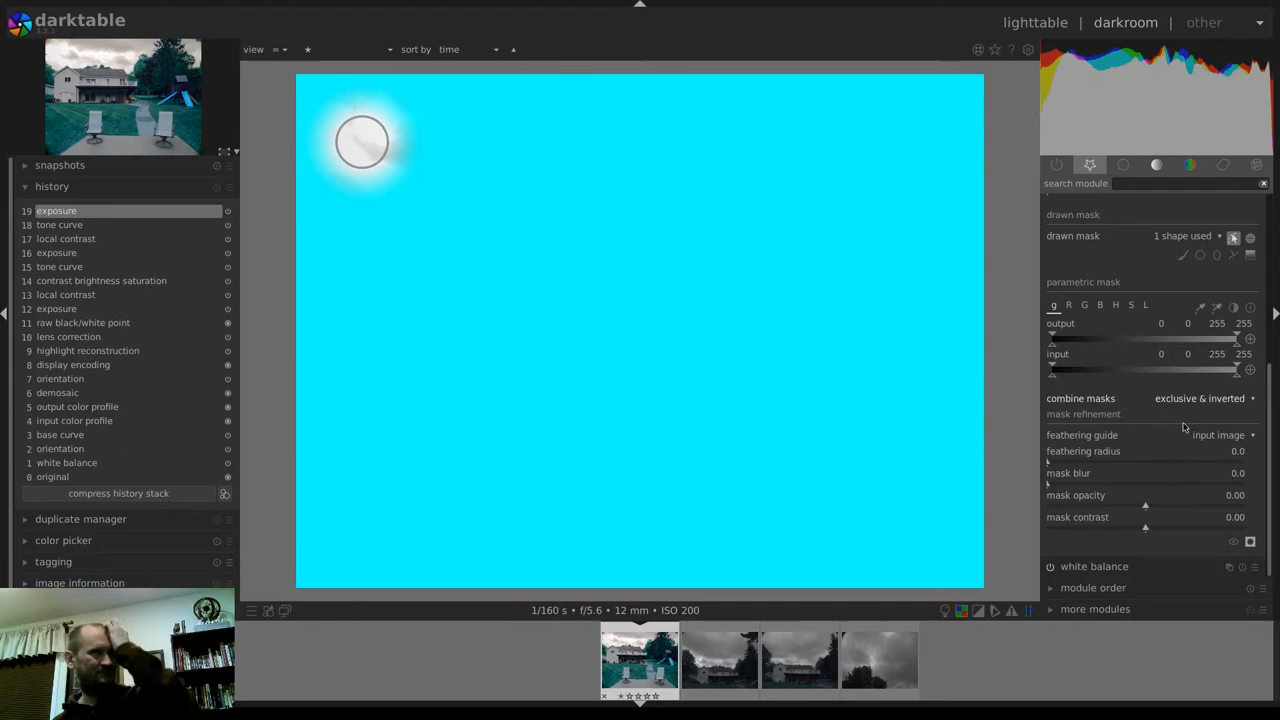 darktable
3.2.1
lighttable | darkroom | other
view = ★ sort by time
snapshots
history
19 exposure
18 tone curve
17 local contrast
16 exposure
15 tone curve
14 contrast brightness saturation
13 local contrast
12 exposure
11 raw black/white point
10 lens correction
9 highlight reconstruction
8 display encoding
7 orientation
6 demosaic
5 output color profile
4 input color profile
3 base curve
2 orientation
1 white balance
0 original
compress history stack
duplicate manager
color picker
tagging
image information
1/160 s • f/5.6 • 12 mm • ISO 200
search module
drawn mask
drawn mask 1 shape used
parametric mask
g R G B H S L
output 0 0 255 255
input 0 0 255 255
combine masks exclusive & inverted
mask refinement
feathering guide input image
feathering radius 0.0
mask blur 0.0
mask opacity 0.00
mask contrast 0.00
white balance
module order
more modules